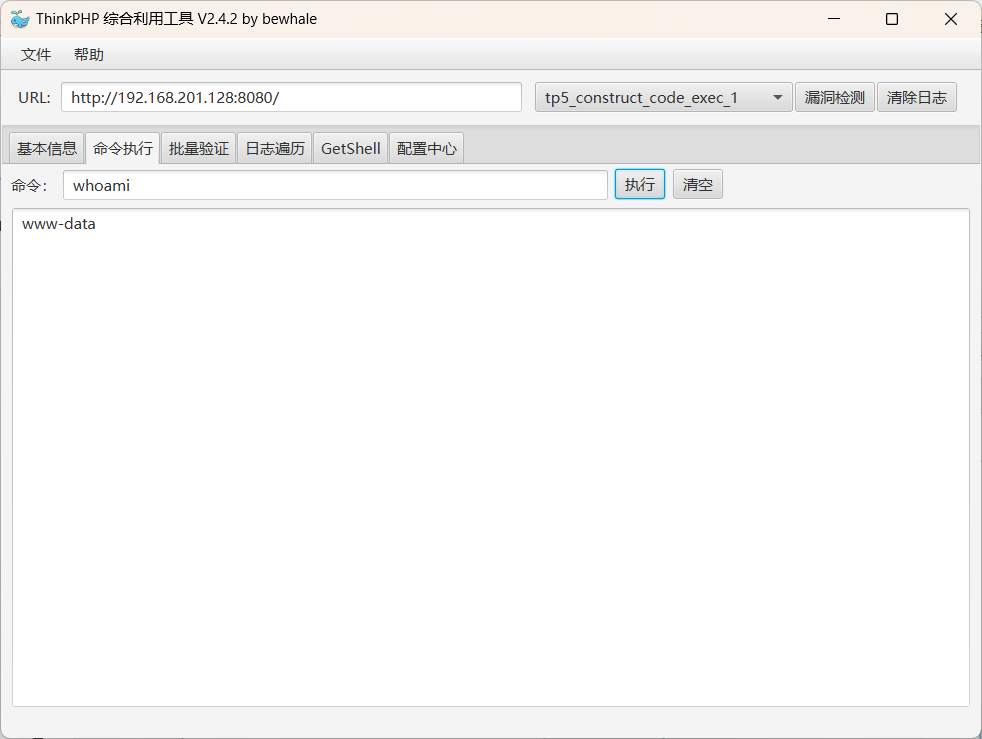 ThinkPHP 综合利用工具 V2.4.2 by bewhale
文件 帮助
URL: http://192.168.201.128:8080/ tp5_construct_code_exec_1 漏洞检测 清除日志
基本信息 命令执行 批量验证 日志遍历 GetShell 配置中心
命令: whoami 执行 清空
www-data